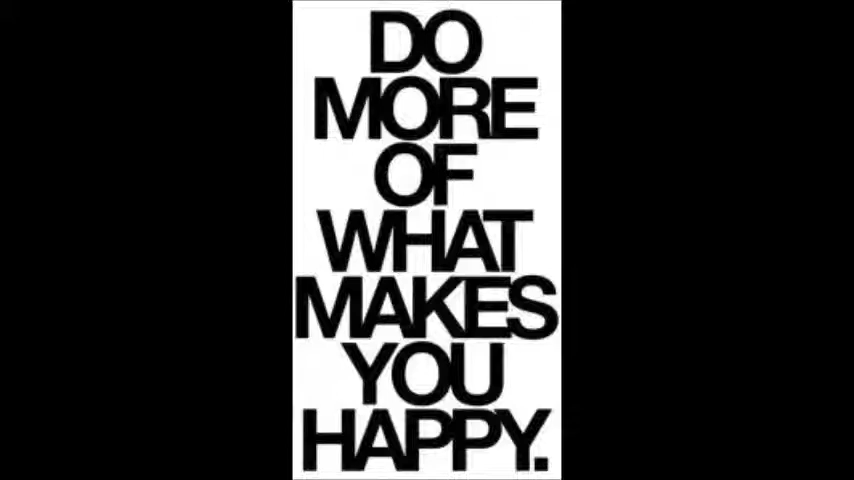 DO
MORE
OF
WHAT
MAKES
YOU
HAPPY.